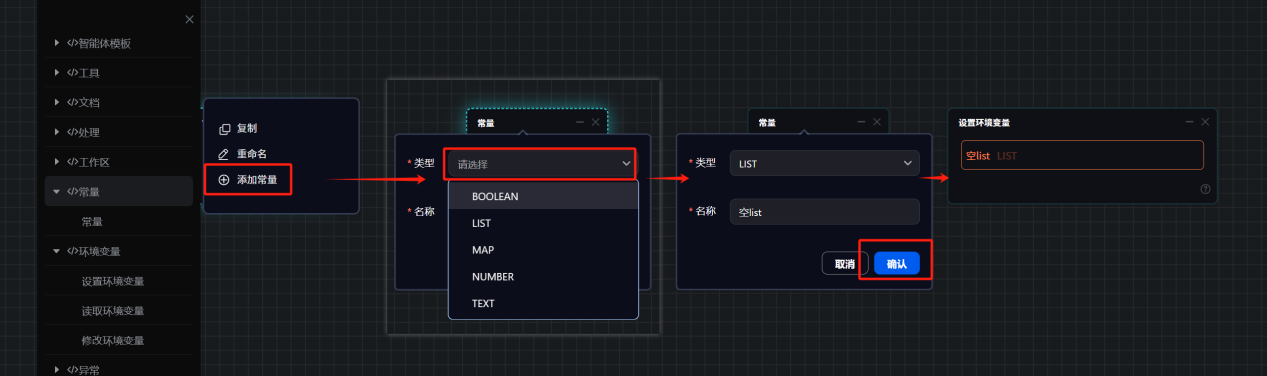 </>智能体模板
</>工具
</>文档
</>处理
</>工作区
</>常量
常量
</>环境变量
设置环境变量
读取环境变量
修改环境变量
</>异常
复制
重命名
添加常量
常量
* 类型
请选择
BOOLEAN
LIST
MAP
NUMBER
TEXT
* 名称
常量
* 类型
LIST
* 名称
空list
取消
确认
设置环境变量
空list LIST